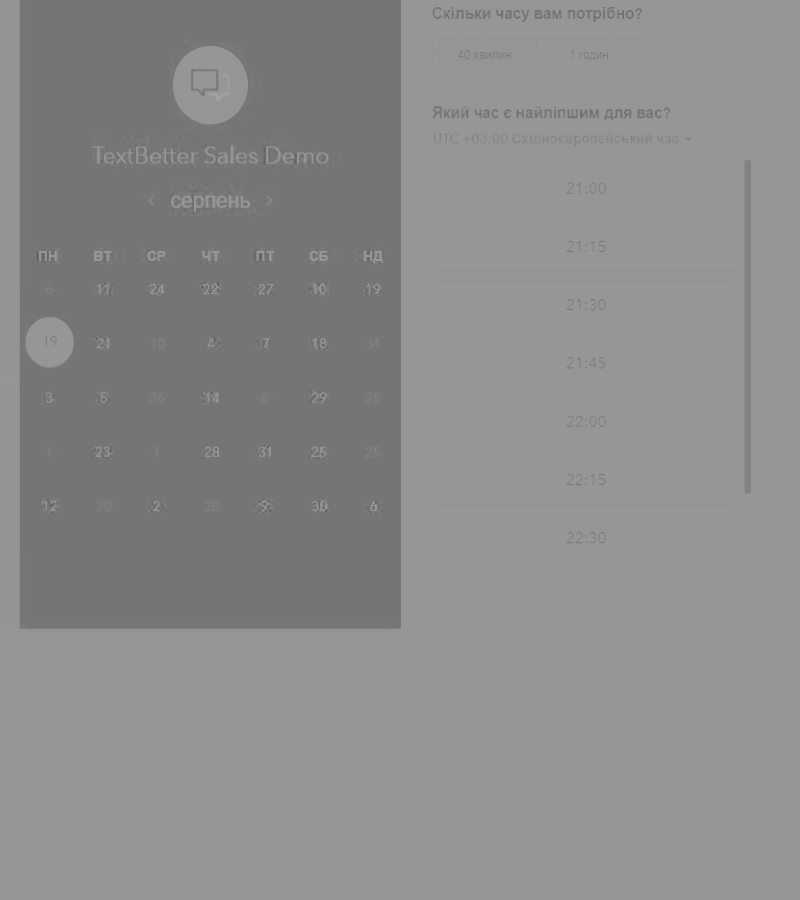 TextBetter Sales Demo
серпень
ПН ВТ СР ЧТ ПТ СБ НД
6 11 24 22 27 10 19
19 21 10 4 7 18 31
3 5 26 14 6 29 25
1 23 1 28 31 25 25
12 20 2 20 9 30 6
Скільки часу вам потрібно?
40 хвилин 1 годин
Який час є найліпшим для вас?
UTC +03:00 Східноєвропейський час
21:00
21:15
21:30
21:45
22:00
22:15
22:30